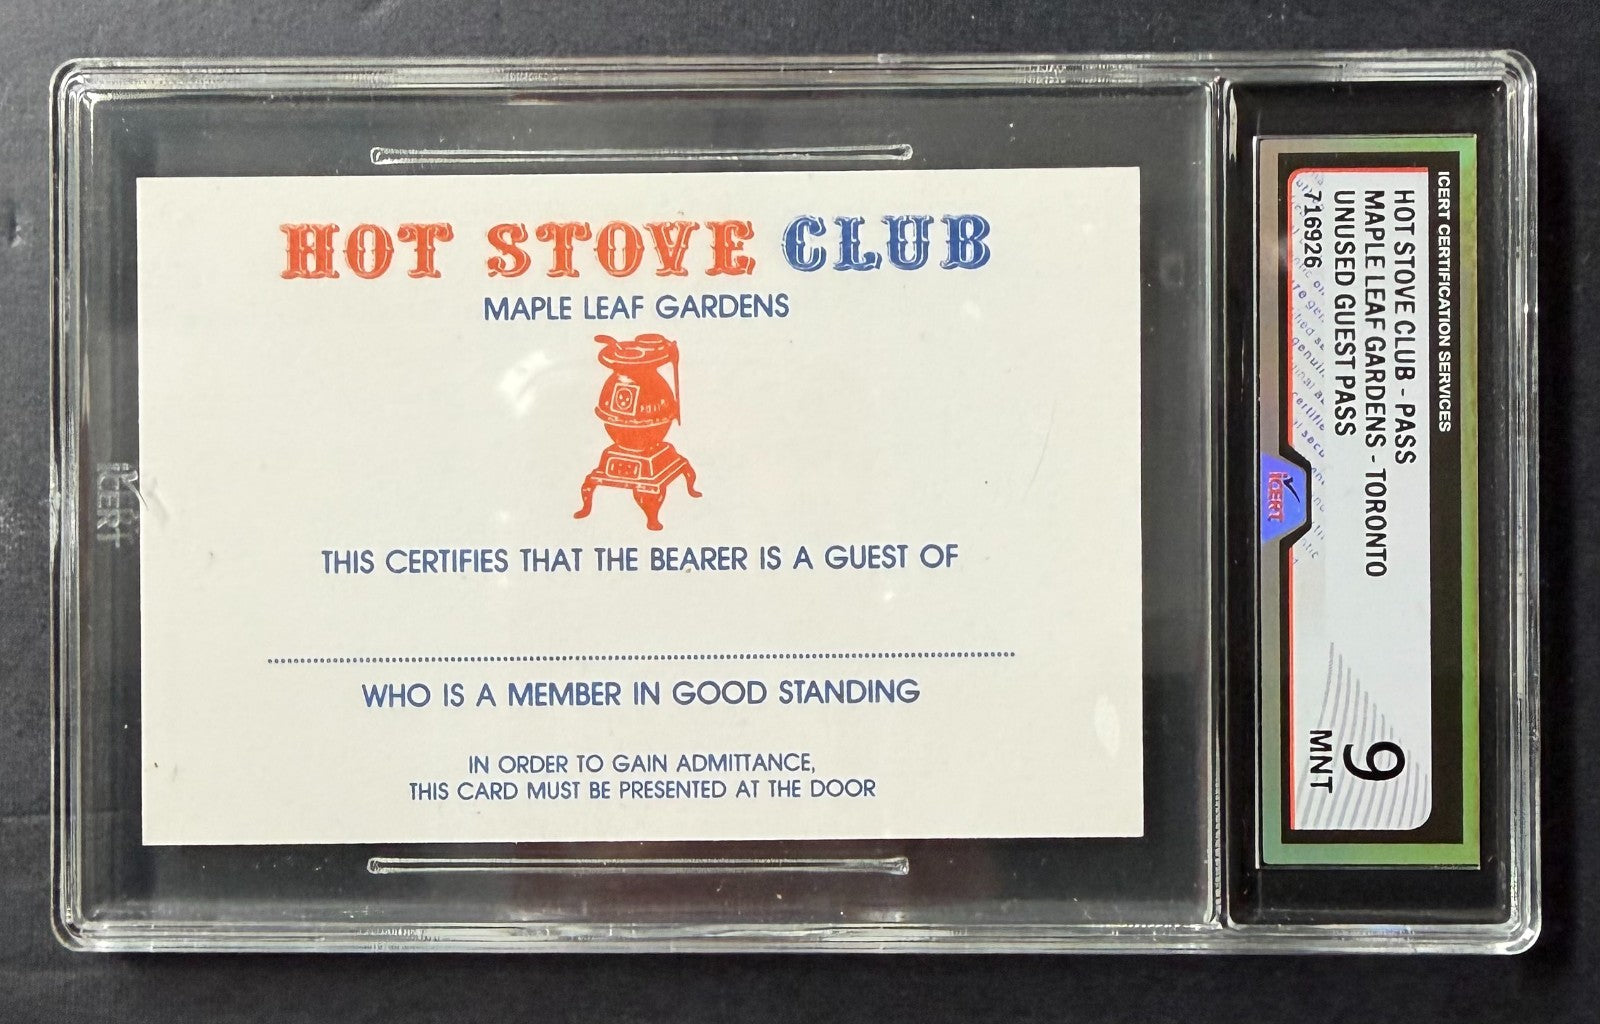 HOT STOVE CLUB
MAPLE LEAF GARDENS
THIS CERTIFIES THAT THE BEARER IS A GUEST OF
WHO IS A MEMBER IN GOOD STANDING
IN ORDER TO GAIN ADMITTANCE,
THIS CARD MUST BE PRESENTED AT THE DOOR
ICERT
ICERT CERTIFICATION SERVICES
HOT STOVE CLUB - PASS
MAPLE LEAF GARDENS - TORONTO
UNUSED GUEST PASS
716926
iCERT
9
MNT